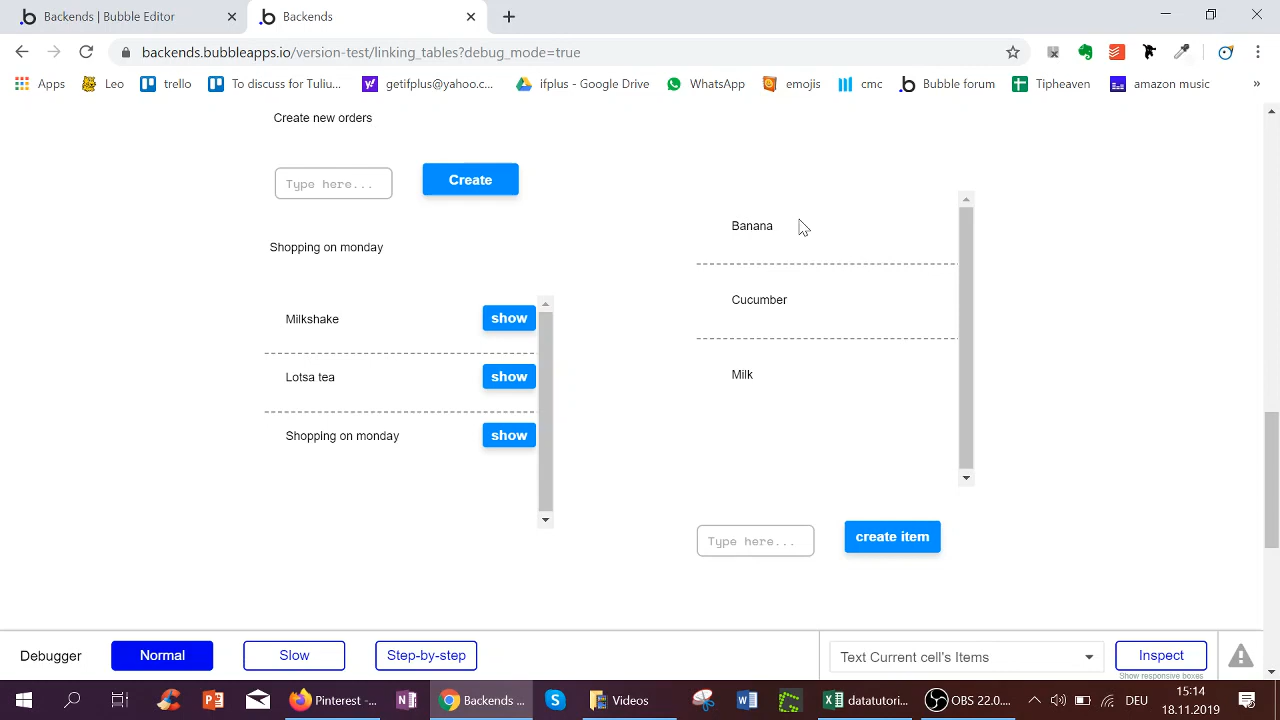 Backends | Bubble Editor
Backends
backends.bubbleapps.io/version-test/linking_tables?debug_mode=true
Apps
Leo
trello
To discuss for Tuliu...
getifplus@yahoo.c...
ifplus - Google Drive
WhatsApp
emojis
cmc
Bubble forum
Tipheaven
amazon music
»
Create new orders
Type here...
Create
Shopping on monday
Milkshake
show
Lotsa tea
show
Shopping on monday
show
Banana
Cucumber
Milk
Type here...
create item
Debugger
Normal
Slow
Step-by-step
Text Current cell's Items
Inspect
Show responsive boxes
Pinterest -...
Backends ...
Videos
datatutori...
OBS 22.0....
DEU
15:14
18.11.2019